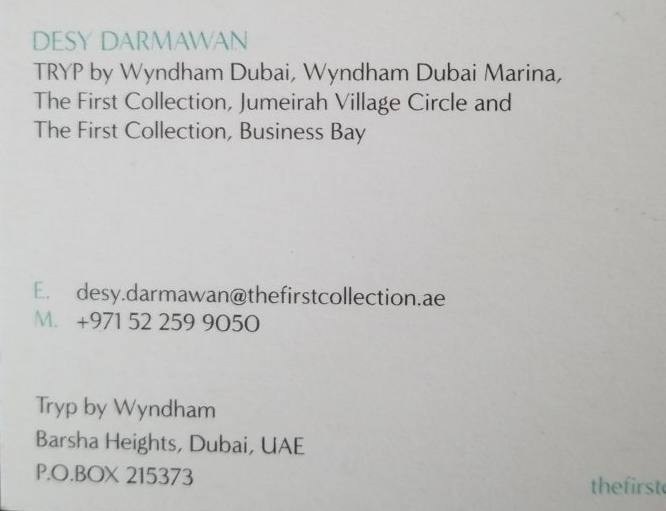 DESY DARMAWAN
TRYP by Wyndham Dubai, Wyndham Dubai Marina,
The First Collection, Jumeirah Village Circle and
The First Collection, Business Bay
E. desy.darmawan@thefirstcollection.ae
M. +971 52 259 9050
Tryp by Wyndham
Barsha Heights, Dubai, UAE
P.O.BOX 215373